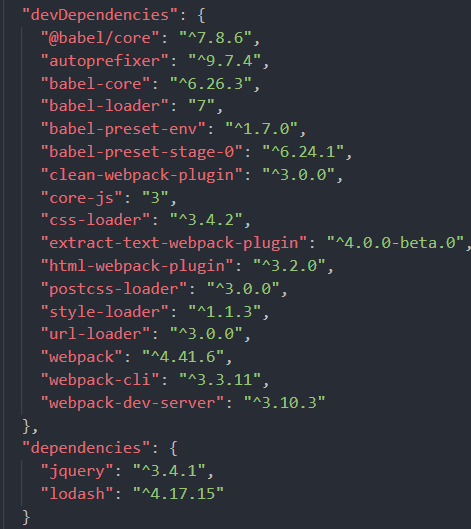 "devDependencies": {
"@babel/core": "^7.8.6",
"autoprefixer": "^9.7.4",
"babel-core": "^6.26.3",
"babel-loader": "7",
"babel-preset-env": "^1.7.0",
"babel-preset-stage-0": "^6.24.1",
"clean-webpack-plugin": "^3.0.0",
"core-js": "3",
"css-loader": "^3.4.2",
"extract-text-webpack-plugin": "^4.0.0-beta.0",
"html-webpack-plugin": "^3.2.0",
"postcss-loader": "^3.0.0",
"style-loader": "^1.1.3",
"url-loader": "^3.0.0",
"webpack": "^4.41.6",
"webpack-cli": "^3.3.11",
"webpack-dev-server": "^3.10.3"
},
"dependencies": {
"jquery": "^3.4.1",
"lodash": "^4.17.15"
}